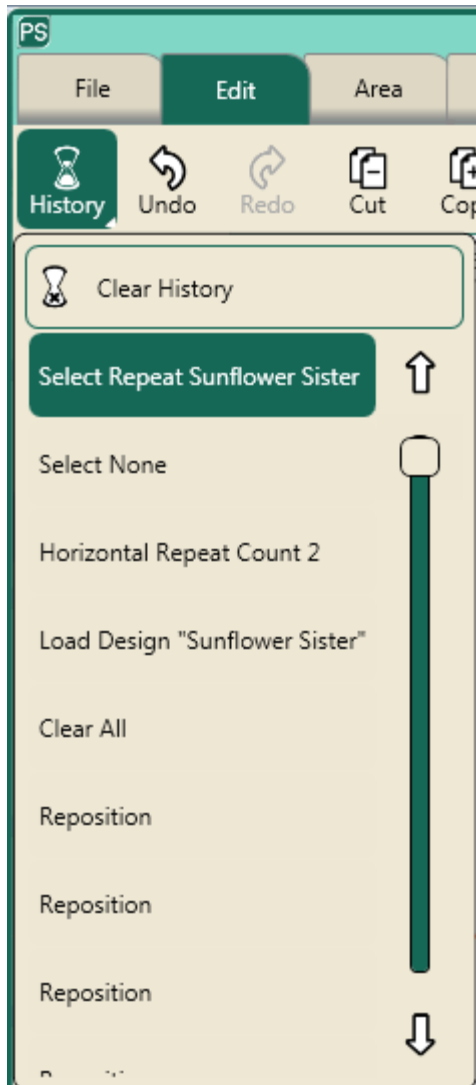 PS
File Edit Area
History Undo Redo Cut
Clear History
Select Repeat Sunflower Sister
Select None
Horizontal Repeat Count 2
Load Design "Sunflower Sister"
Clear All
Reposition
Reposition
Reposition